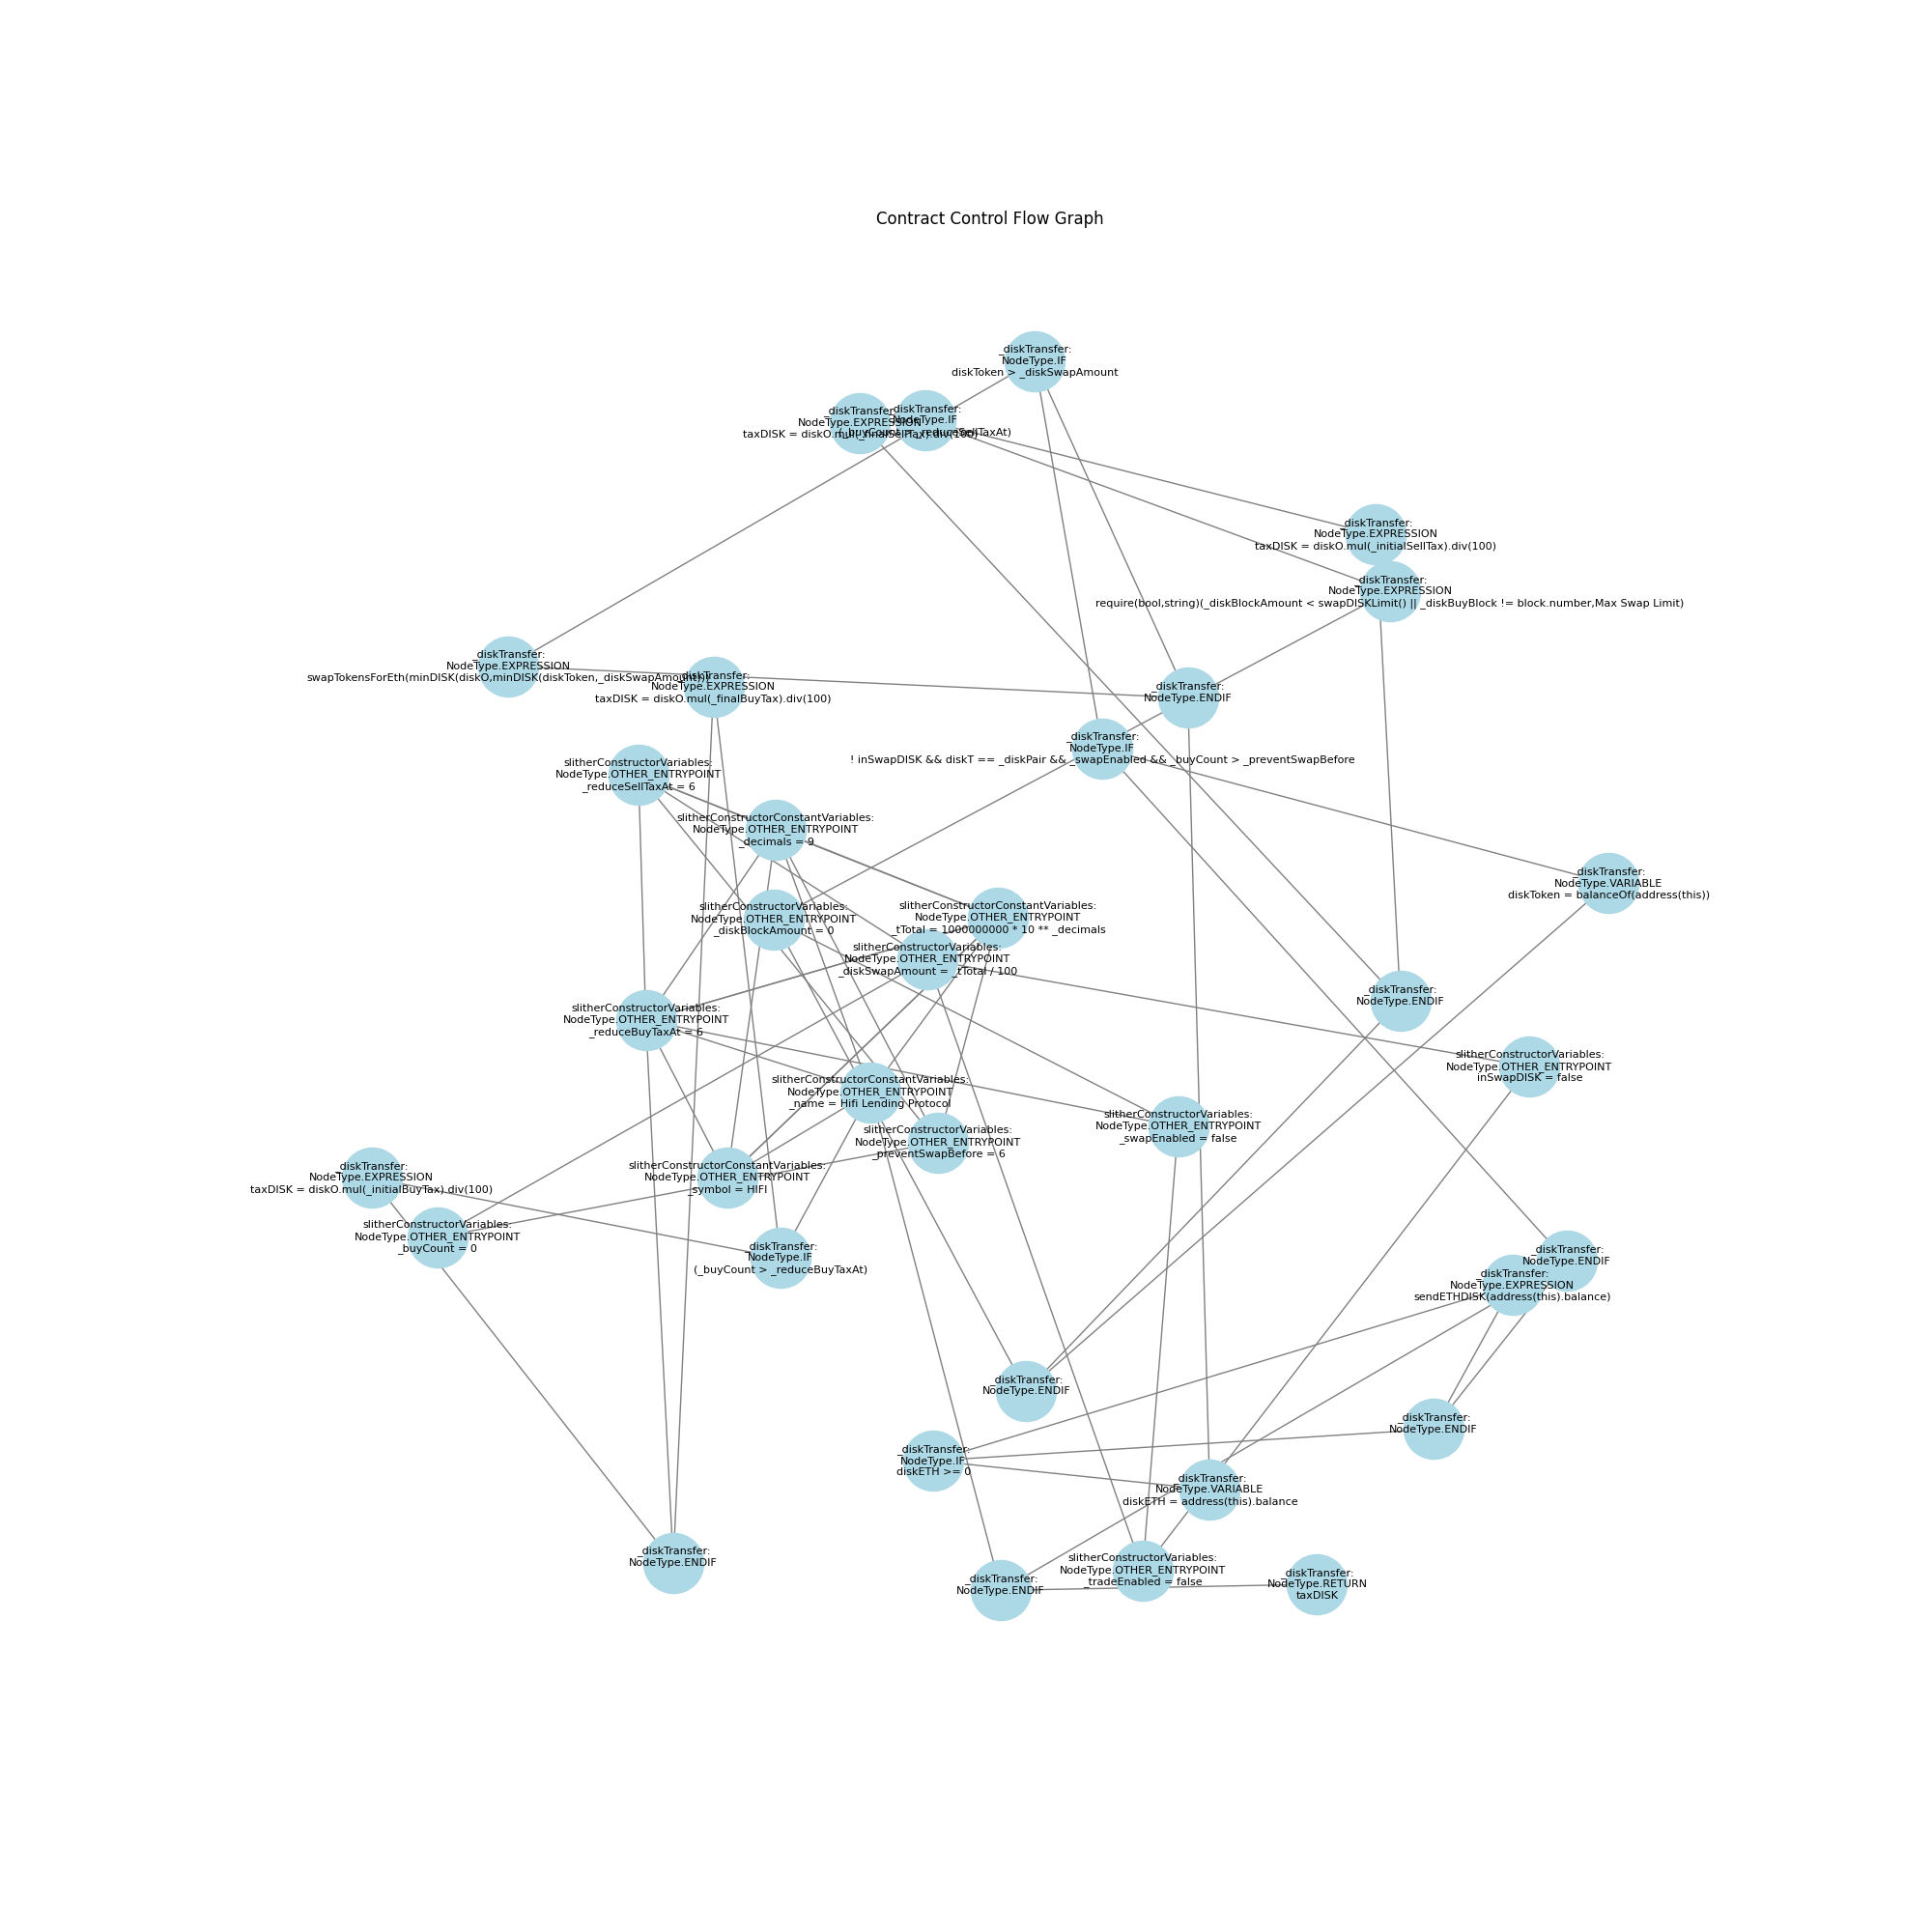 Contract Control Flow Graph
_diskTransfer:
NodeType.IF
diskToken > _diskSwapAmount
_diskTransfer:
NodeType.EXPRESSION
taxDISK = diskO.mul(_finalSellTax).div(100)
_diskTransfer:
NodeType.IF
(_buyCount > _reduceSellTaxAt)
_diskTransfer:
NodeType.EXPRESSION
taxDISK = diskO.mul(_initialSellTax).div(100)
_diskTransfer:
NodeType.EXPRESSION
require(bool,string)(_diskBlockAmount < swapDISKLimit() || _diskBuyBlock != block.number,Max Swap Limit)
_diskTransfer:
NodeType.EXPRESSION
swapTokensForEth(minDISK(diskO,minDISK(diskToken,_diskSwapAmount)))
_diskTransfer:
NodeType.EXPRESSION
taxDISK = diskO.mul(_finalBuyTax).div(100)
_diskTransfer:
NodeType.ENDIF
_diskTransfer:
NodeType.IF
! inSwapDISK && diskT == _diskPair && _swapEnabled && _buyCount > _preventSwapBefore
slitherConstructorVariables:
NodeType.OTHER_ENTRYPOINT
_reduceSellTaxAt = 6
slitherConstructorConstantVariables:
NodeType.OTHER_ENTRYPOINT
_decimals = 9
_diskTransfer:
NodeType.VARIABLE
diskToken = balanceOf(address(this))
slitherConstructorVariables:
NodeType.OTHER_ENTRYPOINT
_diskBlockAmount = 0
slitherConstructorConstantVariables:
NodeType.OTHER_ENTRYPOINT
_tTotal = 1000000000 * 10 ** _decimals
slitherConstructorVariables:
NodeType.OTHER_ENTRYPOINT
_diskSwapAmount = _tTotal / 100
_diskTransfer:
NodeType.ENDIF
slitherConstructorVariables:
NodeType.OTHER_ENTRYPOINT
_reduceBuyTaxAt = 6
slitherConstructorVariables:
NodeType.OTHER_ENTRYPOINT
inSwapDISK = false
slitherConstructorConstantVariables:
NodeType.OTHER_ENTRYPOINT
_name = Hifi Lending Protocol
slitherConstructorVariables:
NodeType.OTHER_ENTRYPOINT
_swapEnabled = false
slitherConstructorVariables:
NodeType.OTHER_ENTRYPOINT
_preventSwapBefore = 6
_diskTransfer:
NodeType.EXPRESSION
taxDISK = diskO.mul(_initialBuyTax).div(100)
slitherConstructorConstantVariables:
NodeType.OTHER_ENTRYPOINT
_symbol = HIFI
slitherConstructorVariables:
NodeType.OTHER_ENTRYPOINT
_buyCount = 0
_diskTransfer:
NodeType.IF
(_buyCount > _reduceBuyTaxAt)
_diskTransfer:
NodeType.ENDIF
_diskTransfer:
NodeType.EXPRESSION
sendETHDISK(address(this).balance)
_diskTransfer:
NodeType.ENDIF
_diskTransfer:
NodeType.ENDIF
_diskTransfer:
NodeType.IF
diskETH >= 0
_diskTransfer:
NodeType.VARIABLE
diskETH = address(this).balance
_diskTransfer:
NodeType.ENDIF
slitherConstructorVariables:
NodeType.OTHER_ENTRYPOINT
_tradeEnabled = false
_diskTransfer:
NodeType.ENDIF
_diskTransfer:
NodeType.RETURN
taxDISK